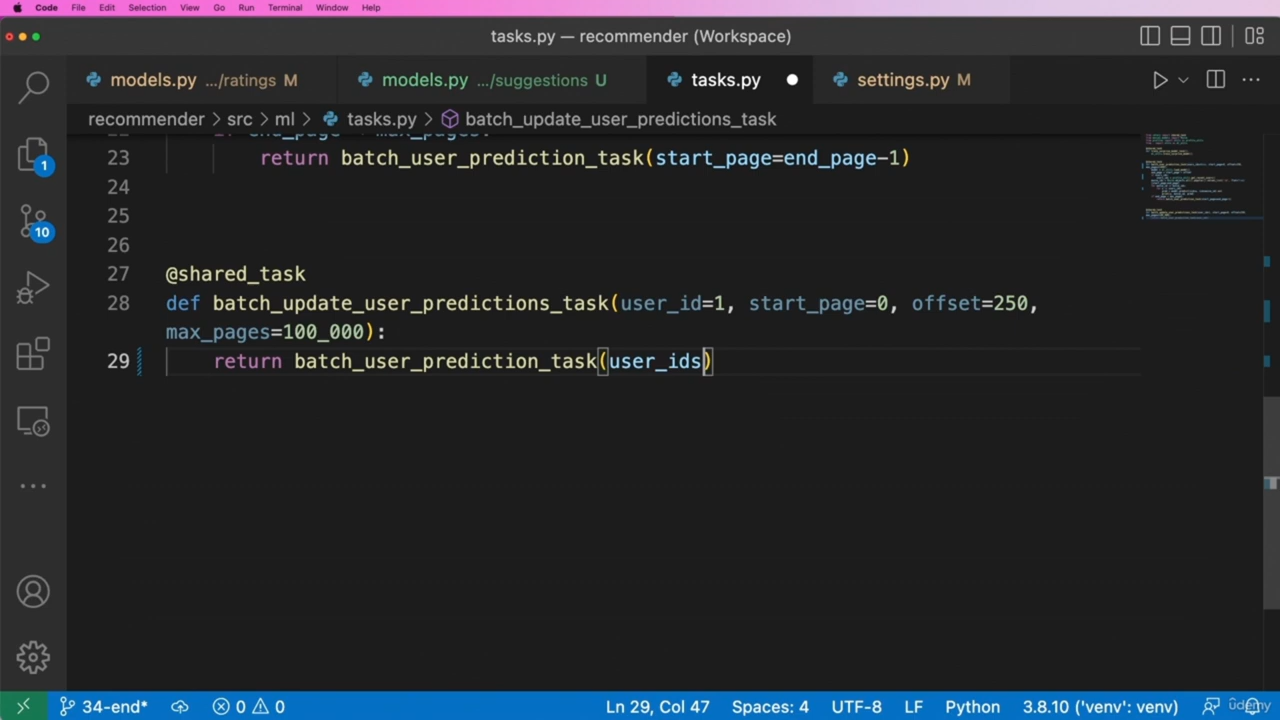 Code File Edit Selection View Go Run Terminal Window Help
tasks.py — recommender (Workspace)
models.py .../ratings M models.py .../suggestions U tasks.py settings.py M
recommender > src > ml > tasks.py > batch_update_user_predictions_task
23 return batch_user_prediction_task(start_page=end_page-1)
24
25
26
27 @shared_task
28 def batch_update_user_predictions_task(user_id=1, start_page=0, offset=250,
max_pages=100_000):
29 return batch_user_prediction_task(user_ids)
1
10
34-end* 0 0 Ln 29, Col 47 Spaces: 4 UTF-8 LF Python 3.8.10 ('venv': venv) udemy